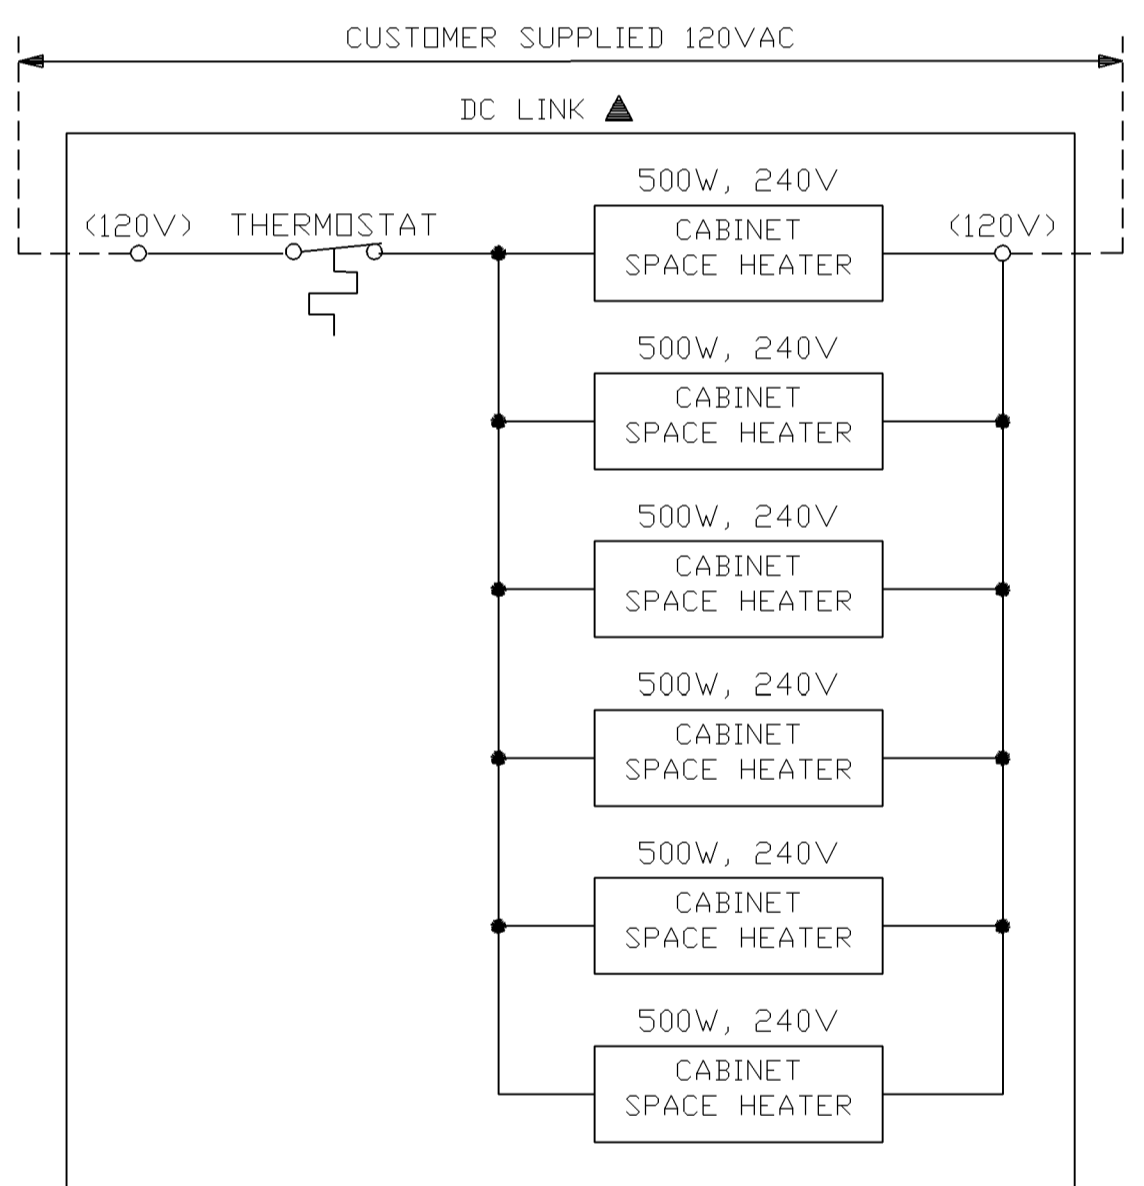 CUSTOMER SUPPLIED 120VAC
DC LINK
500W, 240V
(120V) THERMOSTAT
CABINET
SPACE HEATER
(120V)
500W, 240V
CABINET
SPACE HEATER
500W, 240V
CABINET
SPACE HEATER
500W, 240V
CABINET
SPACE HEATER
500W, 240V
CABINET
SPACE HEATER
500W, 240V
CABINET
SPACE HEATER